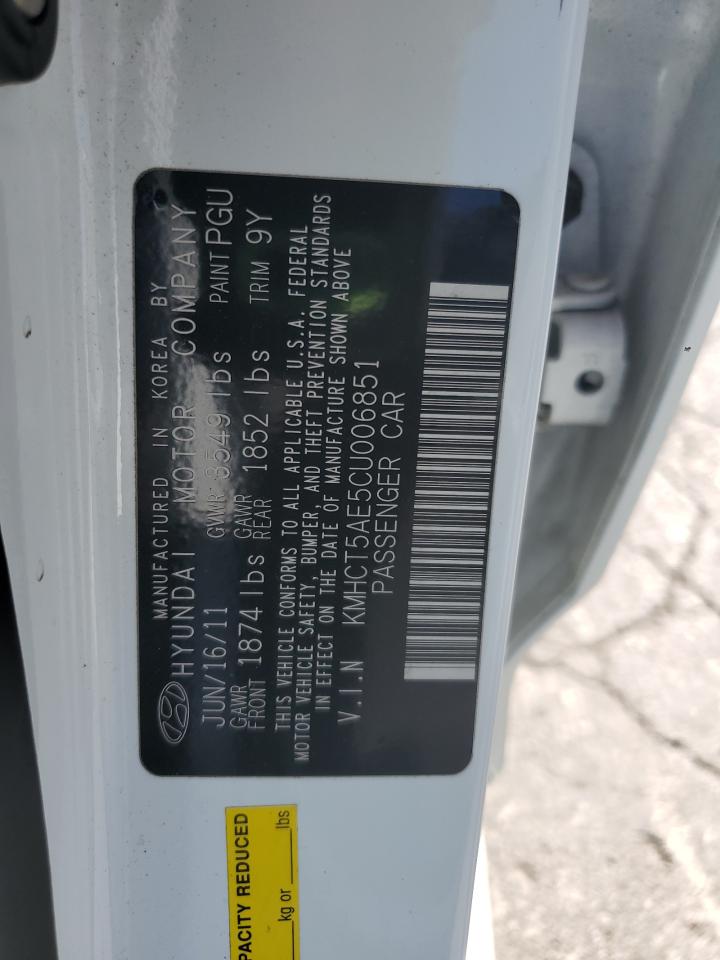 MANUFACTURED IN KOREA BY
HYUNDAI MOTOR COMPANY
JUN/16/11 GVWR 3549 lbs PAINT PGU
GAWR FRONT 1874 lbs GAWR REAR 1852 lbs TRIM 9Y
THIS VEHICLE CONFORMS TO ALL APPLICABLE U.S.A. FEDERAL
MOTOR VEHICLE SAFETY, BUMPER, AND THEFT PREVENTION STANDARDS
IN EFFECT ON THE DATE OF MANUFACTURE SHOWN ABOVE
V.I.N KMHCT5AE5CU006851
PASSENGER CAR
PACITY REDUCED
kg or lbs